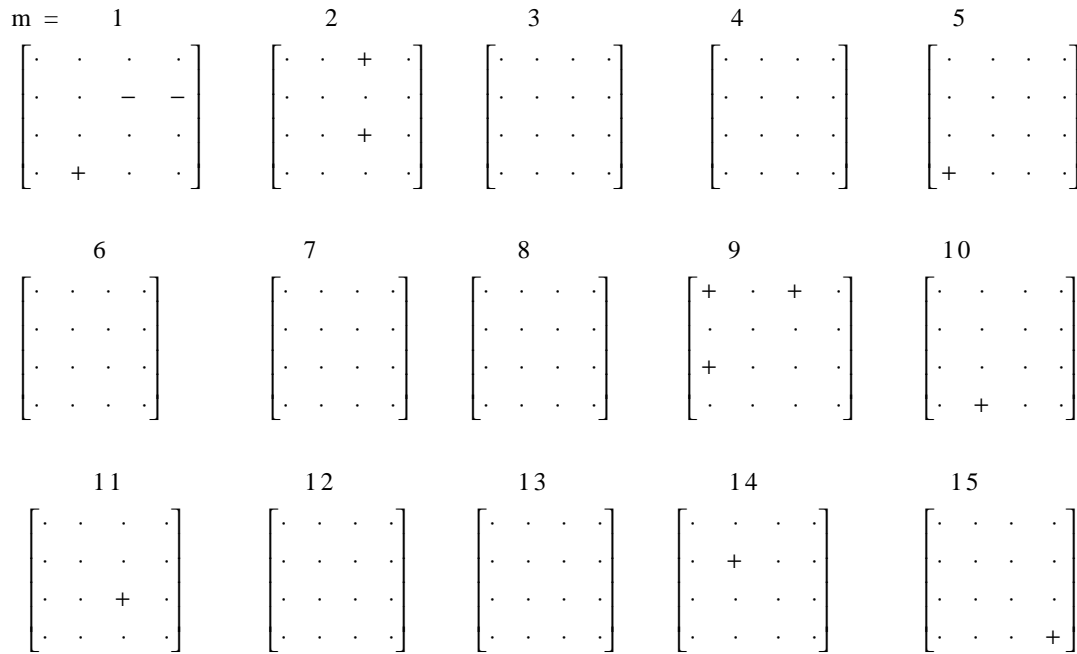 m = 1 2 3 4 5
[· · · ·] [· · + ·] [· · · ·] [· · · ·] [· · · ·]
[· · − −] [· · · ·] [· · · ·] [· · · ·] [· · · ·]
[· · · ·] [· · + ·] [· · · ·] [· · · ·] [· · · ·]
[· + · ·] [· · · ·] [· · · ·] [· · · ·] [+ · · ·]
6 7 8 9 10
[· · · ·] [· · · ·] [· · · ·] [+ · + ·] [· · · ·]
[· · · ·] [· · · ·] [· · · ·] [· · · ·] [· · · ·]
[· · · ·] [· · · ·] [· · · ·] [+ · · ·] [· · · ·]
[· · · ·] [· · · ·] [· · · ·] [· · · ·] [· + · ·]
11 12 13 14 15
[· · · ·] [· · · ·] [· · · ·] [· · · ·] [· · · ·]
[· · · ·] [· · · ·] [· · · ·] [· + · ·] [· · · ·]
[· · + ·] [· · · ·] [· · · ·] [· · · ·] [· · · ·]
[· · · ·] [· · · ·] [· · · ·] [· · · ·] [· · · +]